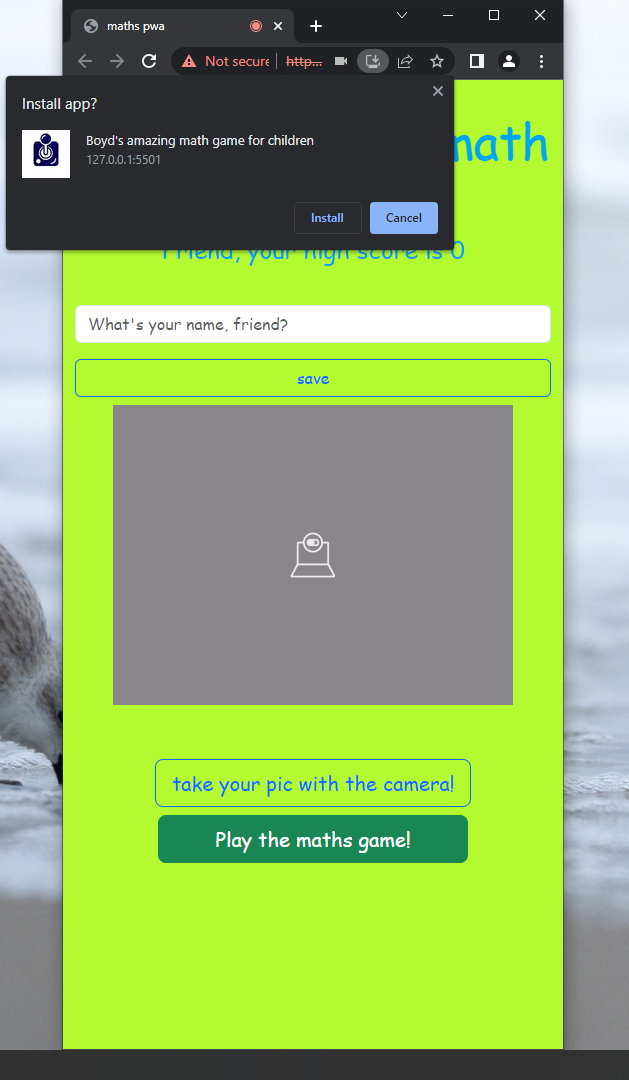 maths pwa
Not secure
http...
Install app?
Boyd's amazing math game for children
127.0.0.1:5501
Install
Cancel
math
Friend, your high score is 0
What's your name, friend?
save
take your pic with the camera!
Play the maths game!